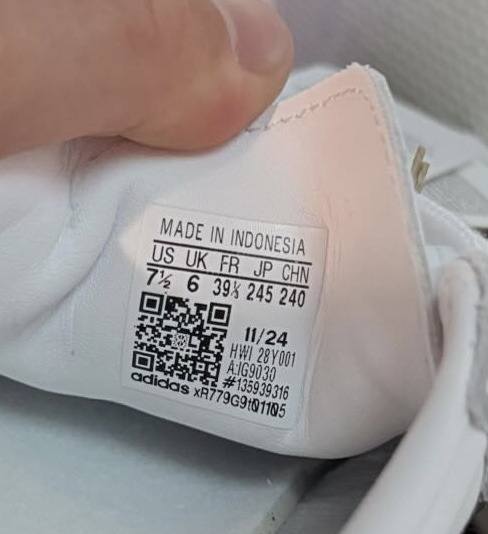 MADE IN INDONESIA
US UK FR JP CHN
7½ 6 39⅓ 245 240
11/24
HWI 28Y001
A:IG9030
#135939316
adidas xR779G9t01105